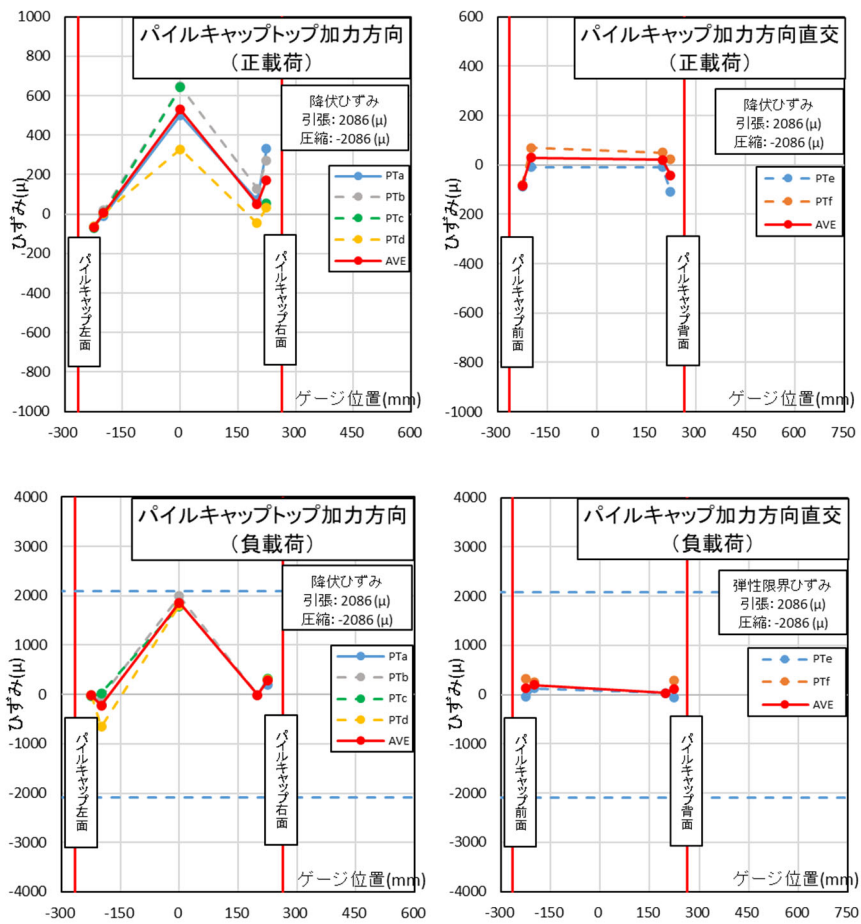 1000
800
600
400
200
0
-200
-400
-600
-800
-1000
ひずみ(μ)
パイルキャップトップ加力方向
（正載荷）
降伏ひずみ
引張: 2086 (μ)
圧縮: -2086 (μ)
PTa
PTb
PTc
PTd
AVE
パイルキャップ左面
パイルキャップ右面
ゲージ位置(mm)
-300
-150
0
150
300
450
600
600
400
200
0
200
-400
-600
-800
-1000
ひずみ(μ)
パイルキャップ加力方向直交
（正載荷）
降伏ひずみ
引張: 2086 (μ)
圧縮: -2086 (μ)
PTe
PTf
AVE
パイルキャップ前面
パイルキャップ背面
ゲージ位置(mm)
-300
-150
0
150
300
450
600
750
4000
3000
2000
1000
0
-1000
-2000
-3000
-4000
ひずみ(μ)
パイルキャップトップ加力方向
（負載荷）
降伏ひずみ
引張: 2086 (μ)
圧縮: -2086 (μ)
PTa
PTb
PTc
PTd
AVE
パイルキャップ左面
パイルキャップ右面
ゲージ位置(mm)
-300
-150
0
150
300
450
600
4000
3000
2000
1000
0
-1000
-2000
-3000
-4000
ひずみ(μ)
パイルキャップ加力方向直交
（負載荷）
弾性限界ひずみ
引張: 2086 (μ)
圧縮: -2086 (μ)
PTe
PTf
AVE
パイルキャップ前面
パイルキャップ背面
ゲージ位置(mm)
-300
-150
0
150
300
450
600
750